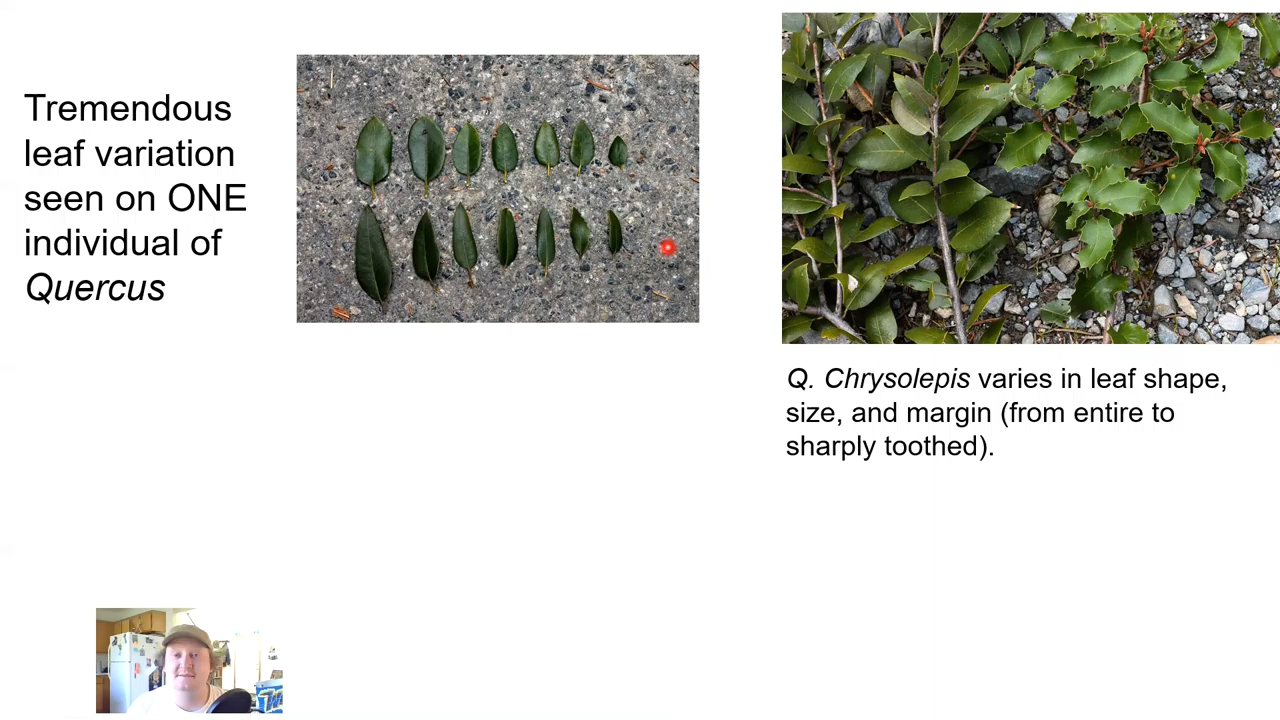 Tremendous
leaf variation
seen on ONE
individual of
Quercus
Q. Chrysolepis varies in leaf shape,
size, and margin (from entire to
sharply toothed).